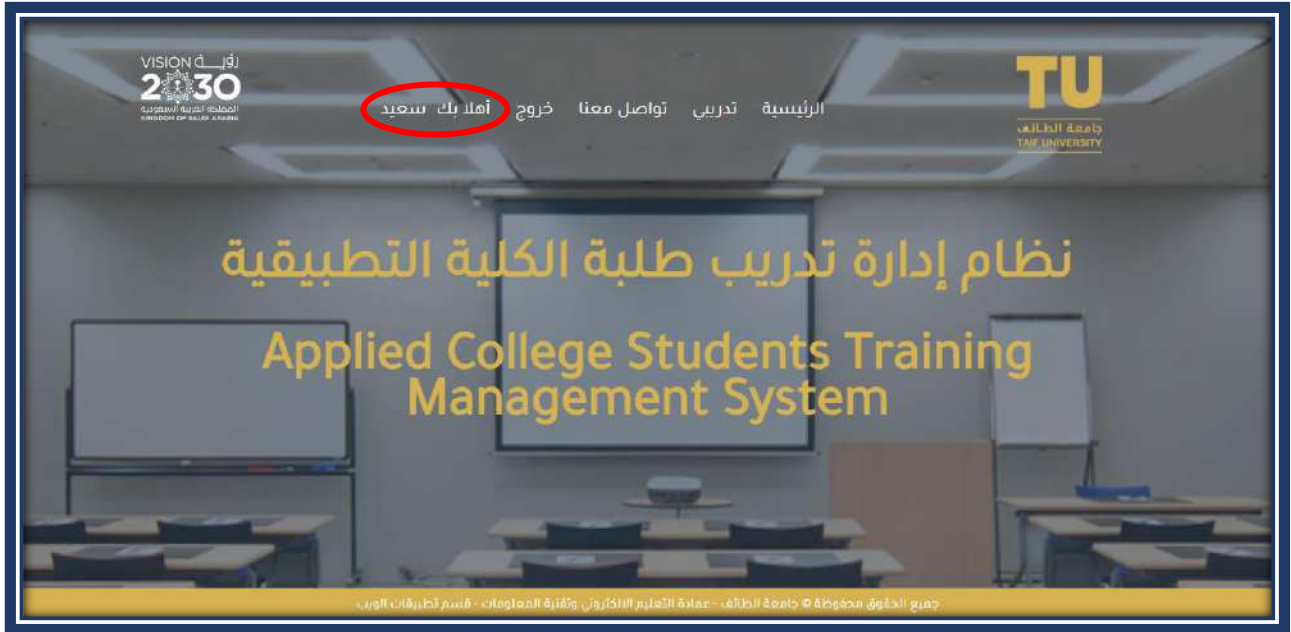 VISION رؤيــة
2030
المملكة العربية السعودية
KINGDOM OF SAUDI ARABIA
TU
جامعة الطائف
TAIF UNIVERSITY
الرئيسية تدريبي تواصل معنا خروج أهلا بك سعيد
نظام إدارة تدريب طلبة الكلية التطبيقية
Applied College Students Training
Management System
جميع الحقوق محفوظة © جامعة الطائف - عمادة التعليم الالكتروني وتقنية المعلومات - قسم تطبيقات الويب